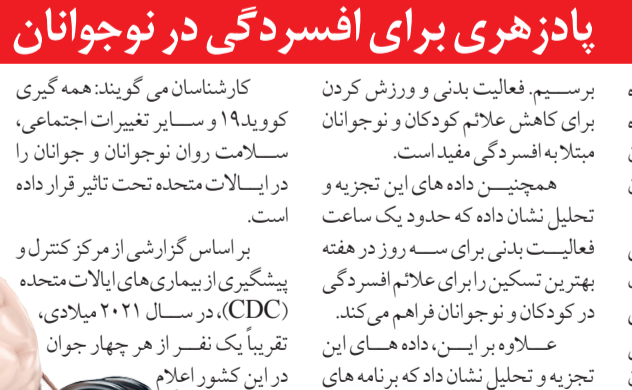 پادزهری برای افسردگی در نوجوانان
برسیم. فعالیت بدنی و ورزش کردن
برای کاهش علائم کودکان و نوجوانان
مبتلا به افسردگی مفید است.
همچنین داده های این تجزیه و
تحلیل نشان داده که حدود یک ساعت
فعالیت بدنی برای سه روز در هفته
بهترین تسکین را برای علائم افسردگی
در کودکان و نوجوانان فراهم می‌کند.
علاوه بر این، داده های این
تجزیه و تحلیل نشان داد که برنامه های
کارشناسان می گویند: همه گیری
کووید۱۹ و سایر تغییرات اجتماعی،
سلامت روان نوجوانان و جوانان را
در ایالات متحده تحت تاثیر قرار داده
است.
بر اساس گزارشی از مرکز کنترل و
پیشگیری از بیماری‌های ایالات متحده
(CDC)، در سال ۲۰۲۱ میلادی،
تقریباً یک نفر از هر چهار جوان
در این کشور اعلام